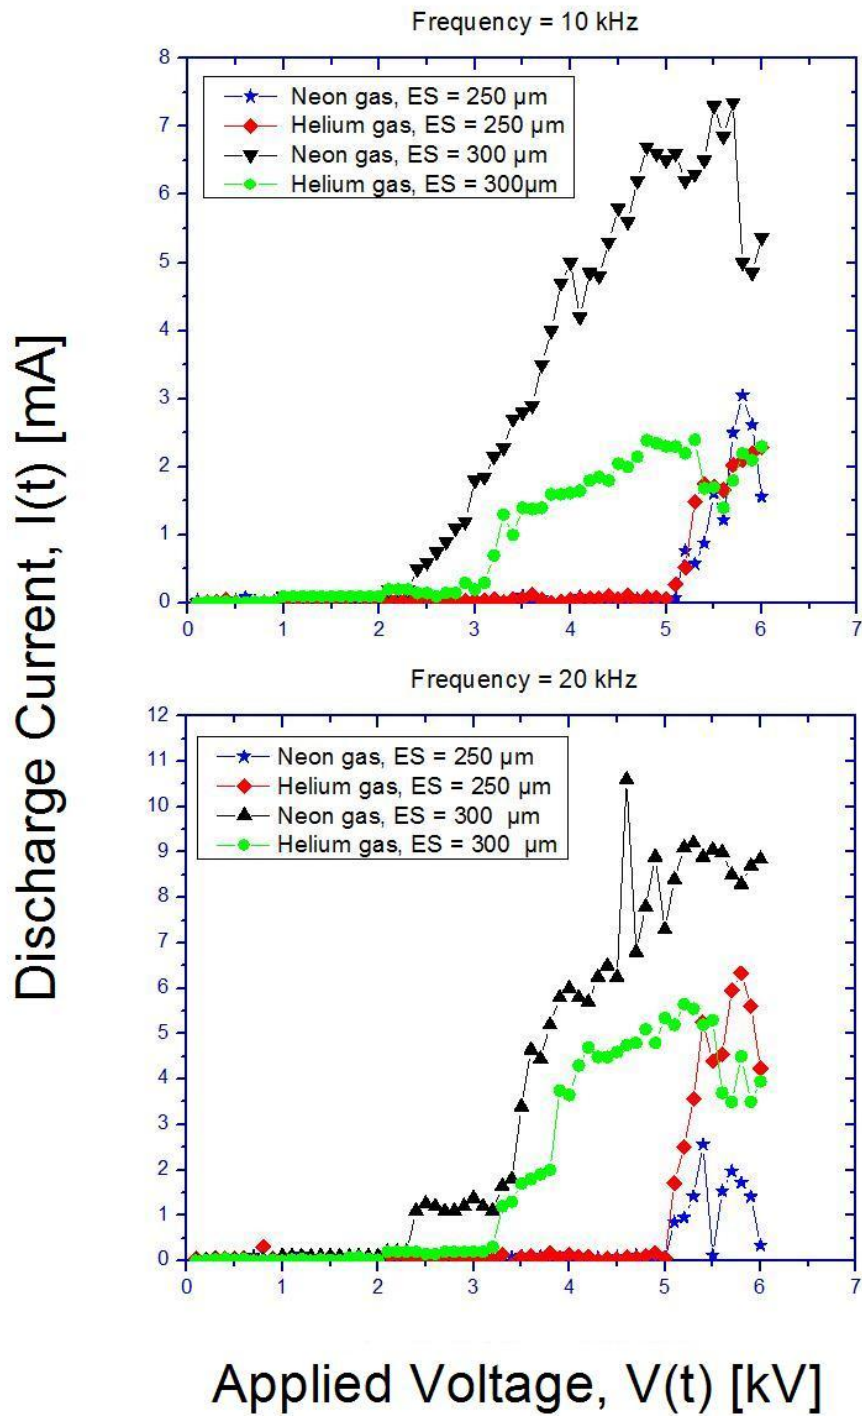 Frequency = 10 kHz
8
7
6
5
4
3
2
1
0
Neon gas, ES = 250 µm
Helium gas, ES = 250 µm
Neon gas, ES = 300 µm
Helium gas, ES = 300µm
0 1 2 3 4 5 6 7
Discharge Current, I(t) [mA]
Frequency = 20 kHz
12
11
10
9
8
7
6
5
4
3
2
1
0
Neon gas, ES = 250 µm
Helium gas, ES = 250 µm
Neon gas, ES = 300 µm
Helium gas, ES = 300 µm
0 1 2 3 4 5 6 7
Applied Voltage, V(t) [kV]